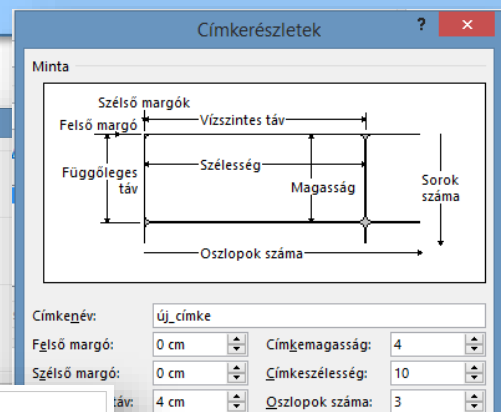 Címkerészletek ? ×
Minta
Szélső margók
Felső margó
Vízszintes táv
Szélesség
Függőleges
táv
Magasság
Sorok
száma
Oszlopok száma
Címkenév: új_címke
Felső margó: 0 cm Címkemagasság: 4
Szélső margó: 0 cm Címkeszélesség: 10
táv: 4 cm Oszlopok száma: 3